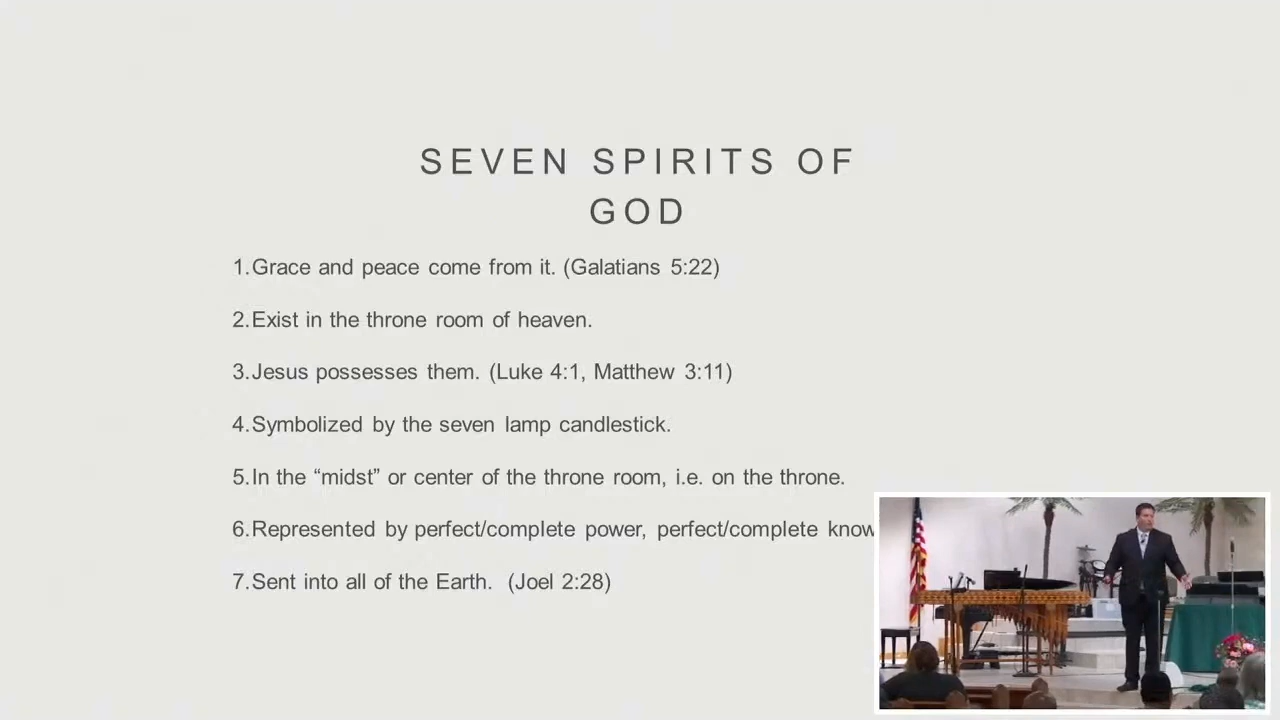 SEVEN SPIRITS OF
GOD
1.Grace and peace come from it. (Galatians 5:22)
2.Exist in the throne room of heaven.
3.Jesus possesses them. (Luke 4:1, Matthew 3:11)
4.Symbolized by the seven lamp candlestick.
5.In the “midst” or center of the throne room, i.e. on the throne.
6.Represented by perfect/complete power, perfect/complete know
7.Sent into all of the Earth. (Joel 2:28)